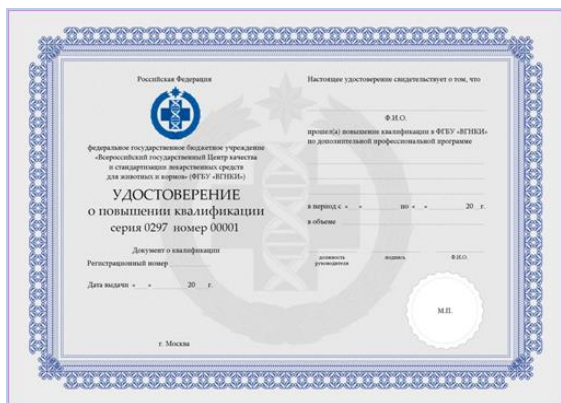 Российская Федерация
федеральное государственное бюджетное учреждение
«Всероссийский государственный Центр качества
и стандартизации лекарственных средств
для животных и кормов» (ФГБУ «ВГНКИ»)
УДОСТОВЕРЕНИЕ
о повышении квалификации
серия 0297 номер 00001
Документ о квалификации
Регистрационный номер
Дата выдачи « » 20 г.
г. Москва
Настоящее удостоверение свидетельствует о том, что
Ф.И.О.
прошел(а) повышение квалификации в ФГБУ «ВГНКИ»
по дополнительной профессиональной программе
в период с « » по « » 20 г.
в объеме
должность подпись Ф.И.О.
руководителя
М.П.